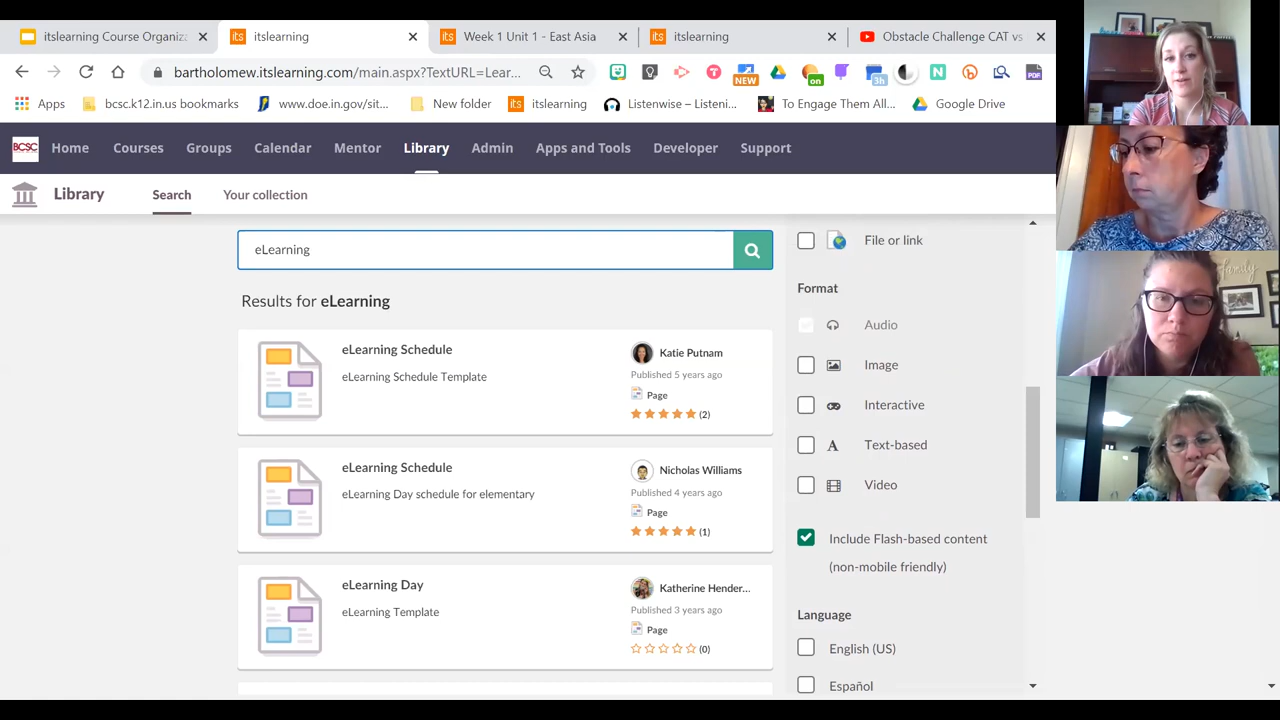 itslearning Course Organiz
itslearning
Week 1 Unit 1 - East Asia
itslearning
Obstacle Challenge CAT vs
bartholomew.itslearning.com/main.aspx?TextURL=Lear...
NEW
on
3h
PDF
Apps
bcsc.k12.in.us bookmarks
www.doe.in.gov/sit...
New folder
itslearning
Listenwise – Listeni...
To Engage Them All...
Google Drive
BCSC
Home
Courses
Groups
Calendar
Mentor
Library
Admin
Apps and Tools
Developer
Support
Library
Search
Your collection
eLearning
Results for eLearning
eLearning Schedule
eLearning Schedule Template
Katie Putnam
Published 5 years ago
Page
(2)
eLearning Schedule
eLearning Day schedule for elementary
Nicholas Williams
Published 4 years ago
Page
(1)
eLearning Day
eLearning Template
Katherine Hender...
Published 3 years ago
Page
(0)
File or link
Format
Audio
Image
Interactive
Text-based
Video
Include Flash-based content
(non-mobile friendly)
Language
English (US)
Español
family